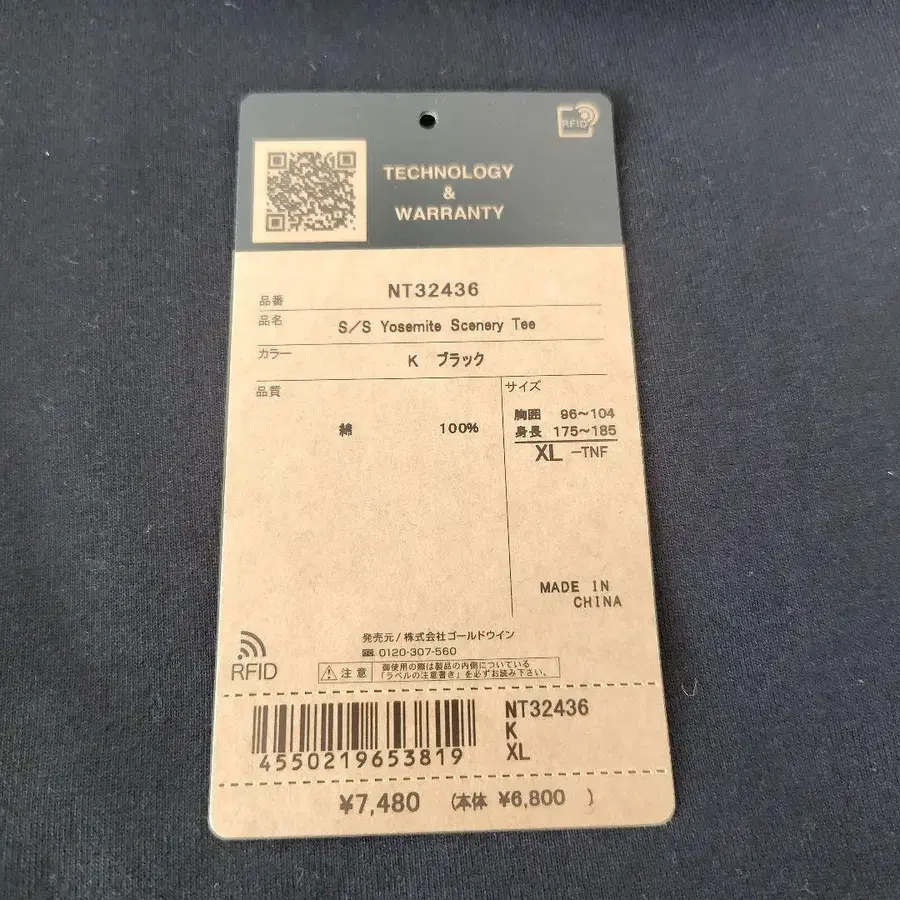 RFID
TECHNOLOGY
&
WARRANTY
品番 NT32436
品名 S/S Yosemite Scenery Tee
カラー K ブラック
品質
綿 100%
サイズ
胸囲 96〜104
身長 175〜185
XL -TNF
MADE IN
CHINA
発売元/株式会社ゴールドウイン
0120-307-560
RFID
注意
御使用の際は製品の内側についている
「ラベルの注意書き」を必ずお読み下さい。
4550219653819
NT32436
K
XL
¥7,480 (本体 ¥6,800 )